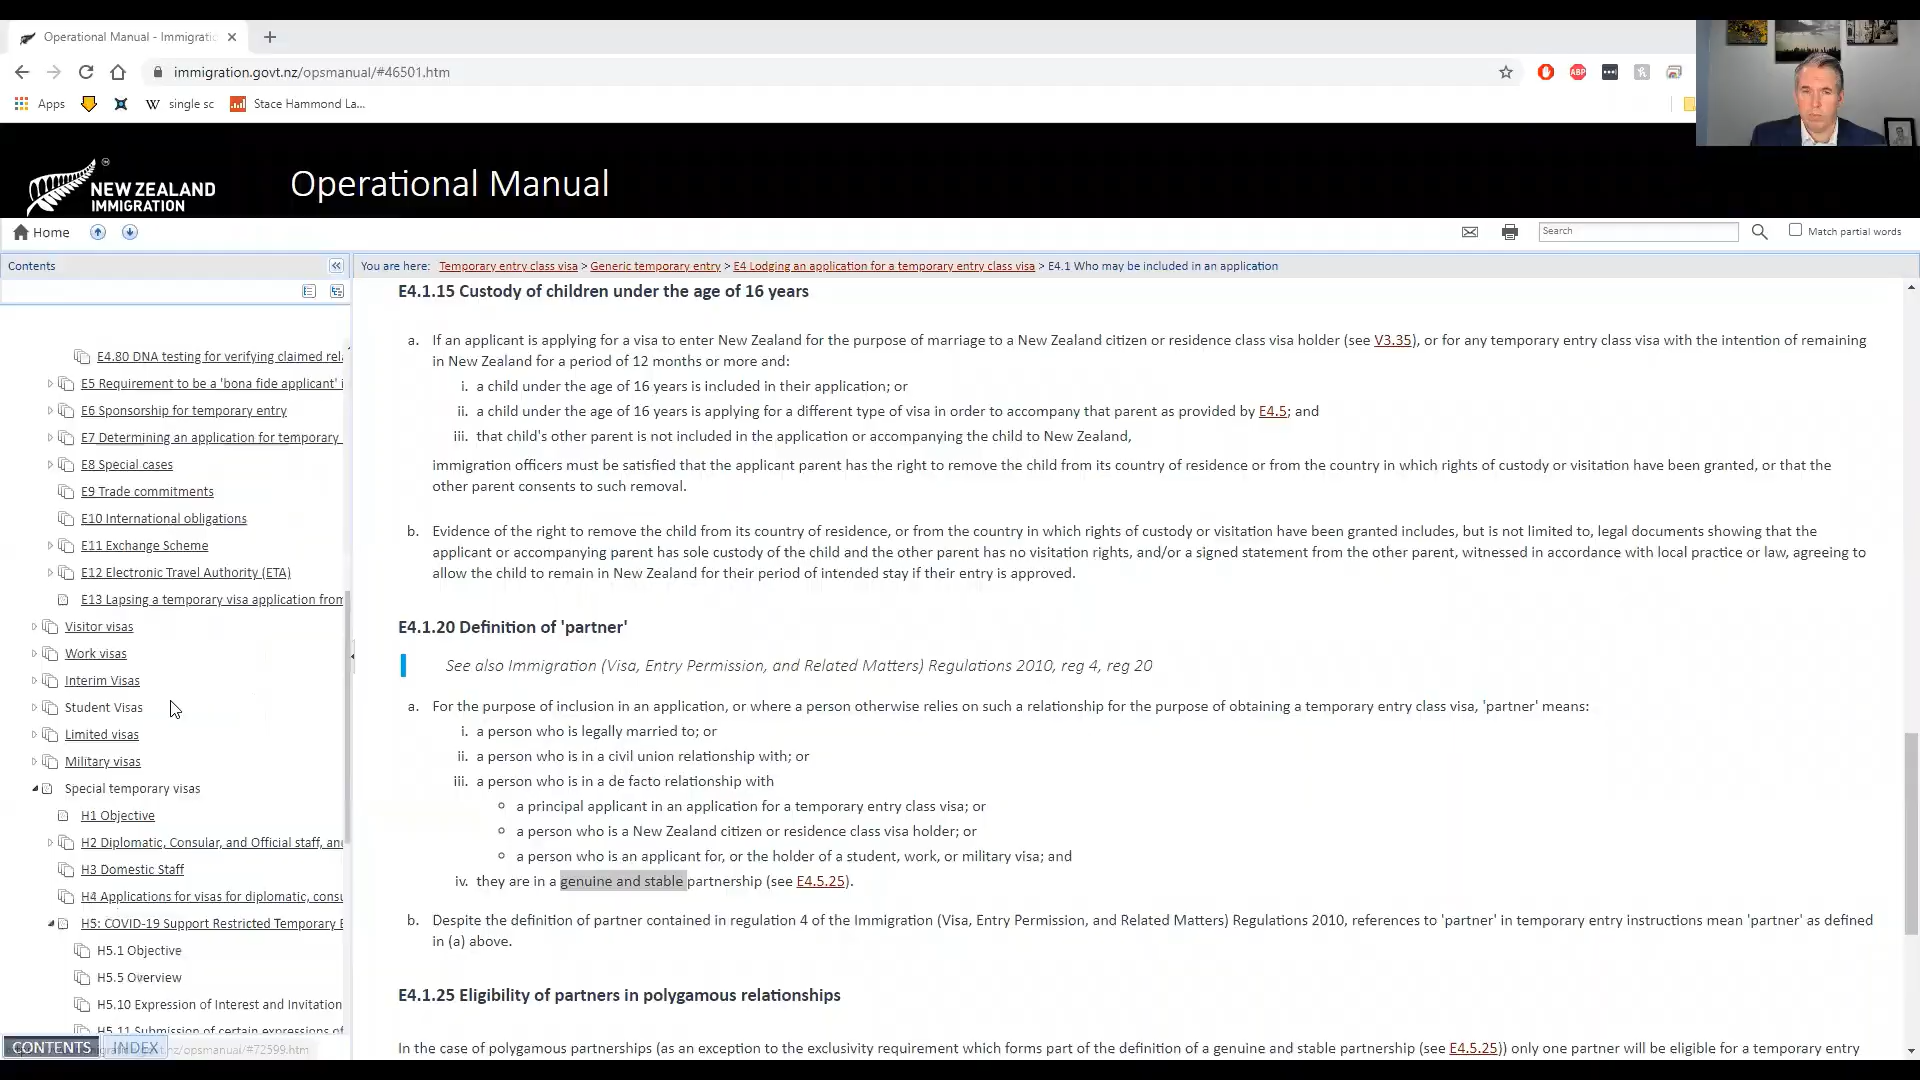 Operational Manual - Immigratio
immigration.govt.nz/opsmanual/#46501.htm
ABP
Apps
W single sc
Stace Hammond La...
NEW ZEALAND
IMMIGRATION
Operational Manual
Home
Search
Match partial words
Contents
You are here: Temporary entry class visa > Generic temporary entry > E4 Lodging an application for a temporary entry class visa > E4.1 Who may be included in an application
E4.80 DNA testing for verifying claimed rela
E5 Requirement to be a 'bona fide applicant' i
E6 Sponsorship for temporary entry
E7 Determining an application for temporary
E8 Special cases
E9 Trade commitments
E10 International obligations
E11 Exchange Scheme
E12 Electronic Travel Authority (ETA)
E13 Lapsing a temporary visa application from
Visitor visas
Work visas
Interim Visas
Student Visas
Limited visas
Military visas
Special temporary visas
H1 Objective
H2 Diplomatic, Consular, and Official staff, and
H3 Domestic Staff
H4 Applications for visas for diplomatic, consu
H5: COVID-19 Support Restricted Temporary E
H5.1 Objective
H5.5 Overview
H5.10 Expression of Interest and Invitation
H5.11 Submission of certain expressions of
CONTENTS
INDEX
E4.1.15 Custody of children under the age of 16 years
a. If an applicant is applying for a visa to enter New Zealand for the purpose of marriage to a New Zealand citizen or residence class visa holder (see V3.35), or for any temporary entry class visa with the intention of remaining
in New Zealand for a period of 12 months or more and:
i. a child under the age of 16 years is included in their application; or
ii. a child under the age of 16 years is applying for a different type of visa in order to accompany that parent as provided by E4.5; and
iii. that child's other parent is not included in the application or accompanying the child to New Zealand,
immigration officers must be satisfied that the applicant parent has the right to remove the child from its country of residence or from the country in which rights of custody or visitation have been granted, or that the
other parent consents to such removal.
b. Evidence of the right to remove the child from its country of residence, or from the country in which rights of custody or visitation have been granted includes, but is not limited to, legal documents showing that the
applicant or accompanying parent has sole custody of the child and the other parent has no visitation rights, and/or a signed statement from the other parent, witnessed in accordance with local practice or law, agreeing to
allow the child to remain in New Zealand for their period of intended stay if their entry is approved.
E4.1.20 Definition of 'partner'
See also Immigration (Visa, Entry Permission, and Related Matters) Regulations 2010, reg 4, reg 20
a. For the purpose of inclusion in an application, or where a person otherwise relies on such a relationship for the purpose of obtaining a temporary entry class visa, 'partner' means:
i. a person who is legally married to; or
ii. a person who is in a civil union relationship with; or
iii. a person who is in a de facto relationship with
a principal applicant in an application for a temporary entry class visa; or
a person who is a New Zealand citizen or residence class visa holder; or
a person who is an applicant for, or the holder of a student, work, or military visa; and
iv. they are in a genuine and stable partnership (see E4.5.25).
b. Despite the definition of partner contained in regulation 4 of the Immigration (Visa, Entry Permission, and Related Matters) Regulations 2010, references to 'partner' in temporary entry instructions mean 'partner' as defined
in (a) above.
E4.1.25 Eligibility of partners in polygamous relationships
In the case of polygamous partnerships (as an exception to the exclusivity requirement which forms part of the definition of a genuine and stable partnership (see E4.5.25)) only one partner will be eligible for a temporary entry